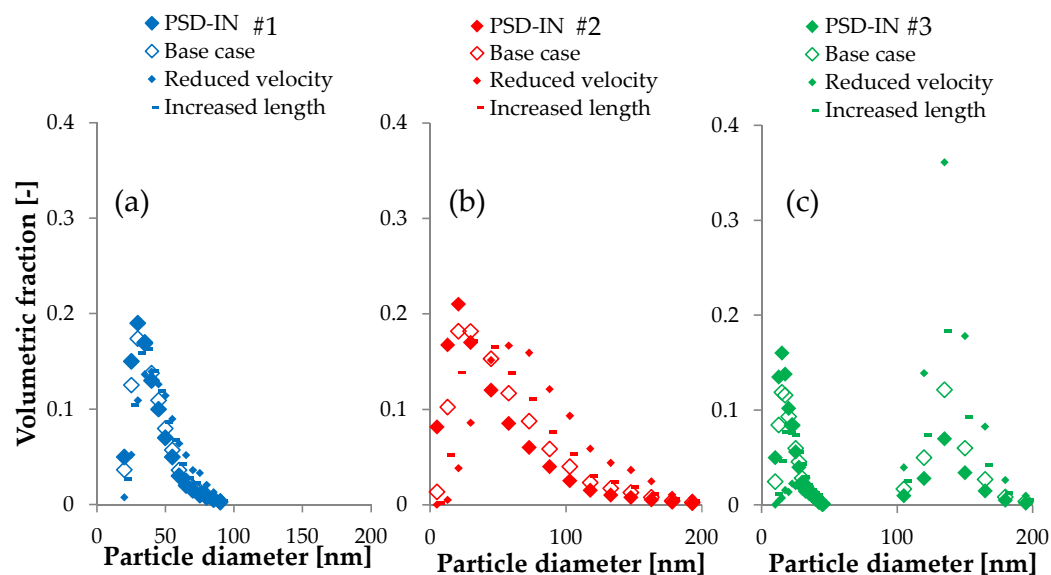 PSD-IN #1
Base case
Reduced velocity
Increased length
PSD-IN #2
Base case
Reduced velocity
Increased length
PSD-IN #3
Base case
Reduced velocity
Increased length
Volumetric fraction [-]
0.4
0.3
0.2
0.1
0
(a)
0 50 100 150 200
Particle diameter [nm]
0.4
0.3
0.2
0.1
0
(b)
0 100 200
Particle diameter [nm]
0.4
0.3
0.2
0.1
0
(c)
0 50 100 150 200
Particle diameter [nm]